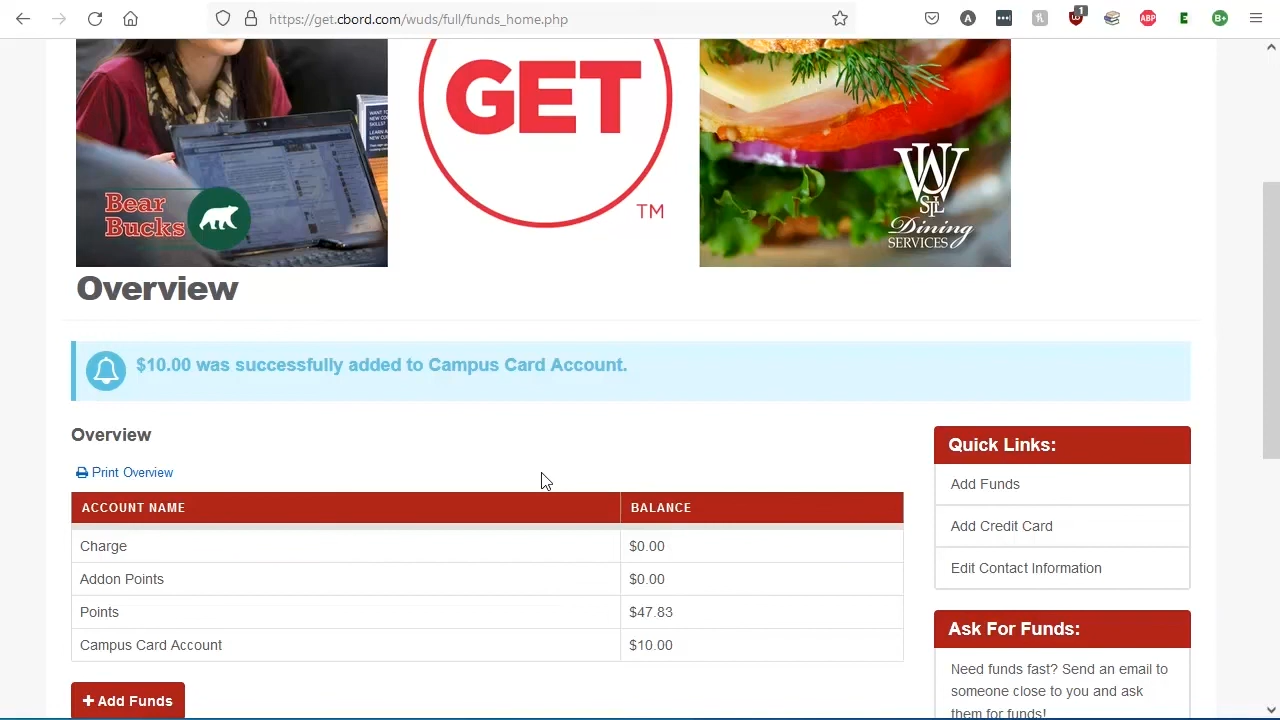 https://get.cbord.com/wuds/full/funds_home.php
1
ABP
B+
Bear
Bucks
GET
TM
WU
STL
Dining
SERVICES
Overview
$10.00 was successfully added to Campus Card Account.
Overview
Print Overview
ACCOUNT NAME BALANCE
Charge $0.00
Addon Points $0.00
Points $47.83
Campus Card Account $10.00
+ Add Funds
Quick Links:
Add Funds
Add Credit Card
Edit Contact Information
Ask For Funds:
Need funds fast? Send an email to
someone close to you and ask
them for funds!